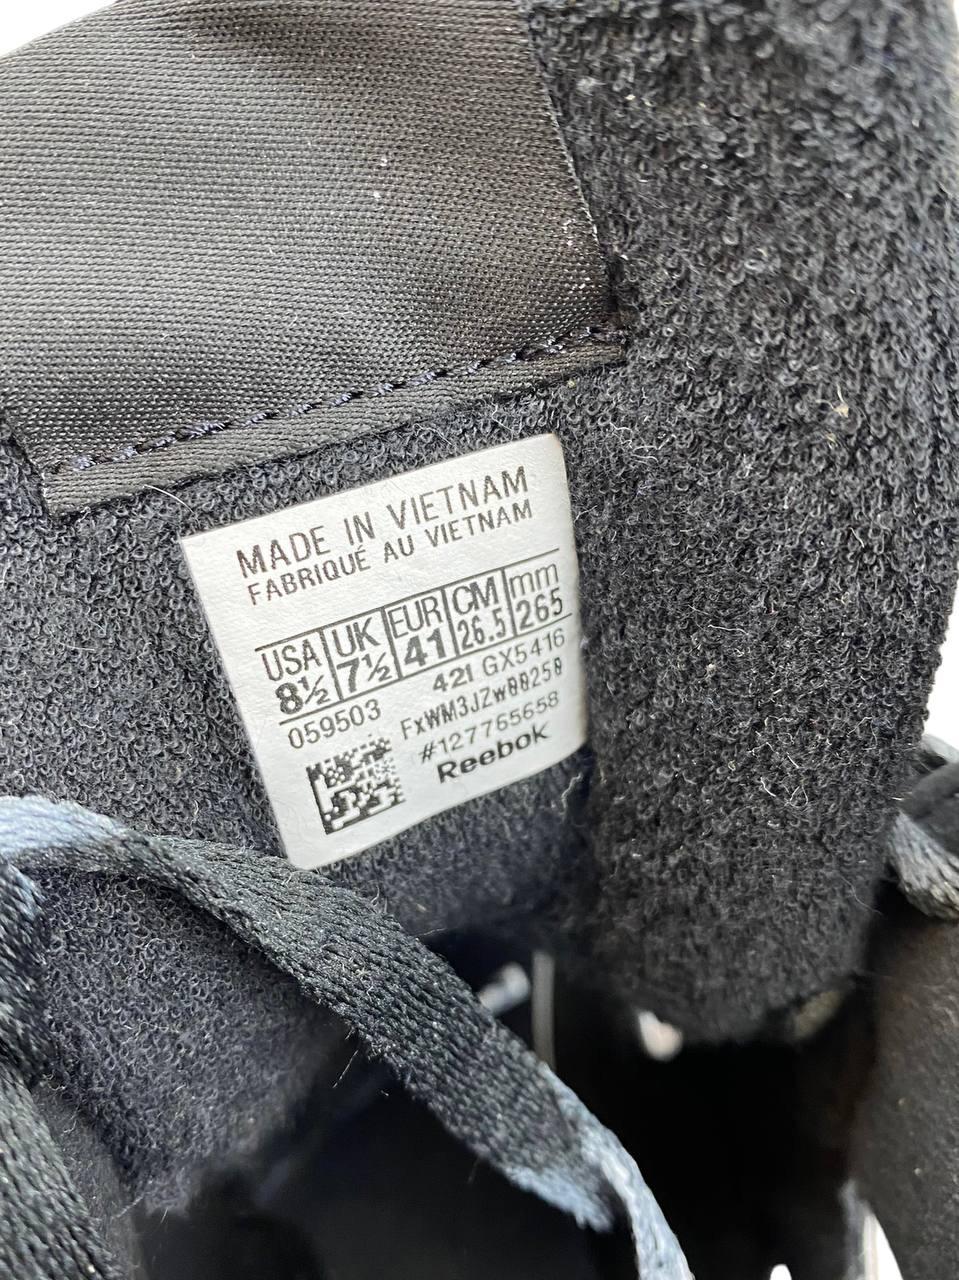 MADE IN VIETNAM
FABRIQUÉ AU VIETNAM
USA UK EUR CM mm
8½ 7½ 41 26.5 265
059503 421 GX5416
FxWM3JZw00250
#127765658
Reebok